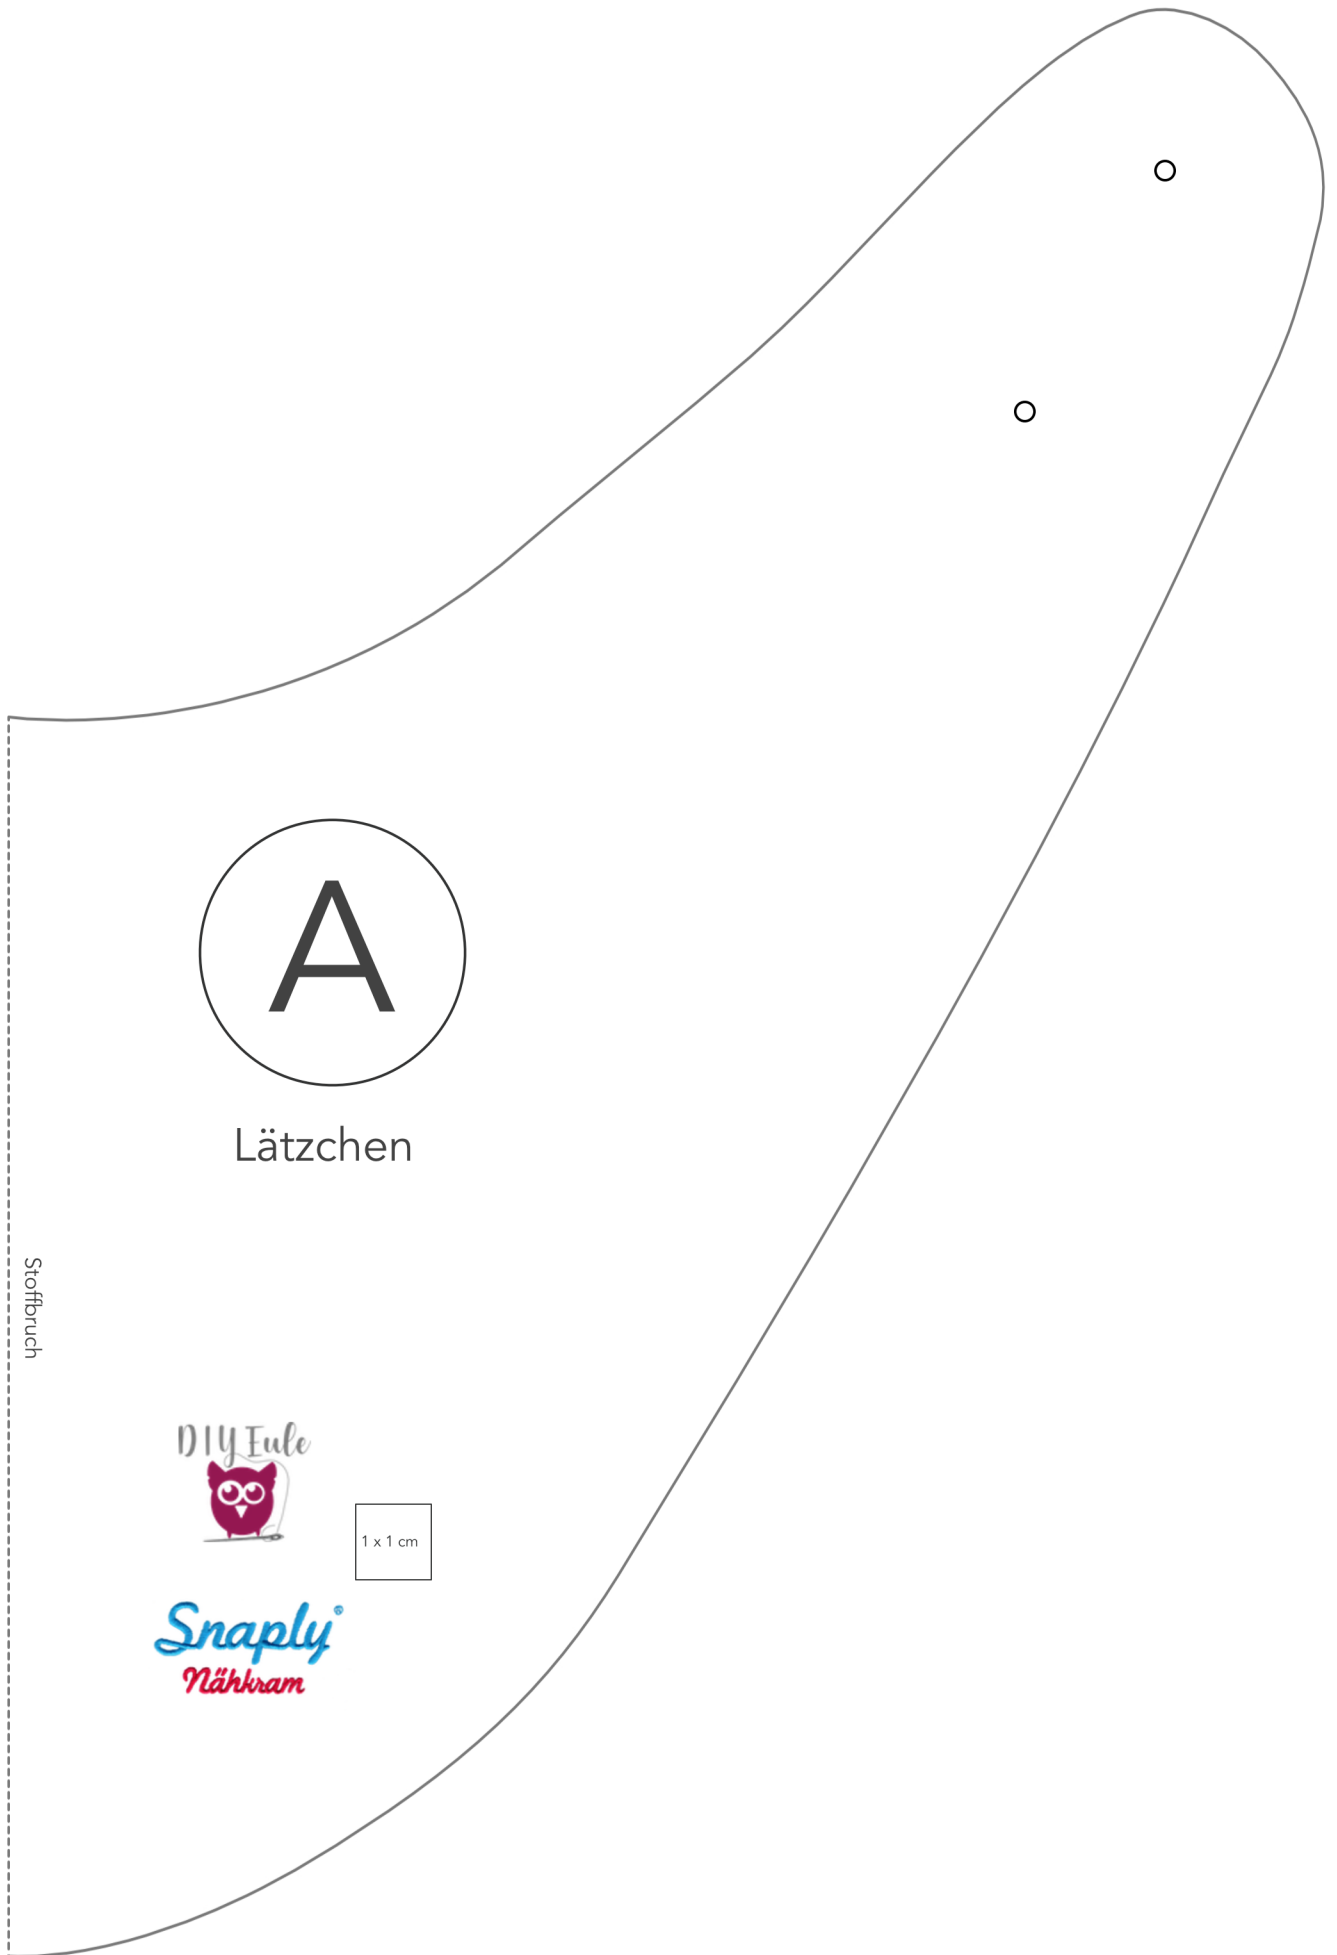 A
Lätzchen
Stoffbruch
DIY Eule
1 x 1 cm
Snaply®
Nähkram